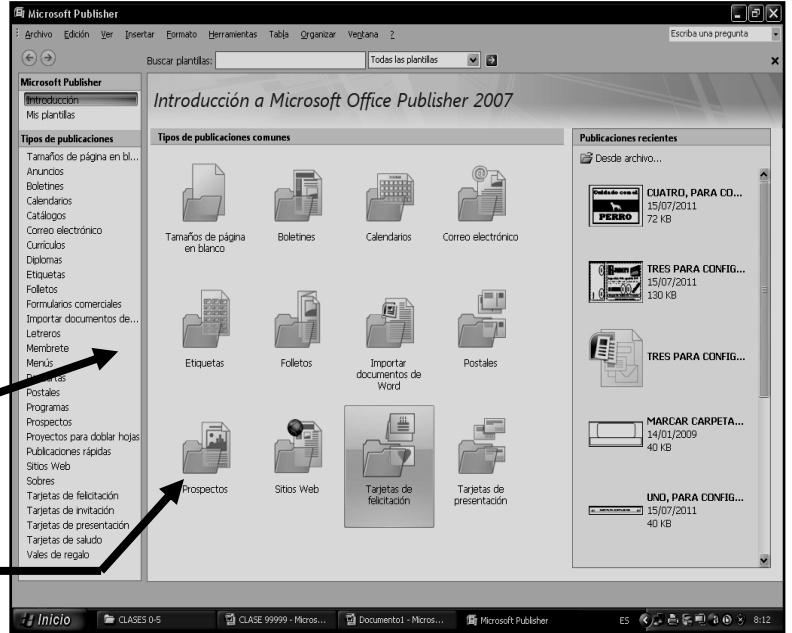 Microsoft Publisher
Archivo Edición Ver Insertar Formato Herramientas Tabla Organizar Ventana ?
Escriba una pregunta
Buscar plantillas:
Todas las plantillas
Microsoft Publisher
Introducción
Mis plantillas
Tipos de publicaciones
Tamaños de página en bl...
Anuncios
Boletines
Calendarios
Catálogos
Correo electrónico
Currículos
Diplomas
Etiquetas
Folletos
Formularios comerciales
Importar documentos de...
Letreros
Membrete
Menús
Postales
Programas
Prospectos
Proyectos para doblar hojas
Publicaciones rápidas
Sitios Web
Sobres
Tarjetas de felicitación
Tarjetas de invitación
Tarjetas de presentación
Tarjetas de saludo
Vales de regalo
Introducción a Microsoft Office Publisher 2007
Tipos de publicaciones comunes
Tamaños de página
en blanco
Boletines
Calendarios
Correo electrónico
Etiquetas
Folletos
Importar
documentos de
Word
Postales
Prospectos
Sitios Web
Tarjetas de
felicitación
Tarjetas de
presentación
Publicaciones recientes
Desde archivo...
Cuidado con el
PERRO
CUATRO, PARA CO...
15/07/2011
72 KB
TRES PARA CONFIG...
15/07/2011
130 KB
TRES PARA CONFIG...
MARCAR CARPETA...
14/01/2009
40 KB
UNO, PARA CONFIG...
15/07/2011
40 KB
Inicio
CLASES 0-5
CLASE 99999 - Micros...
Documento1 - Micros...
Microsoft Publisher
ES
8:12